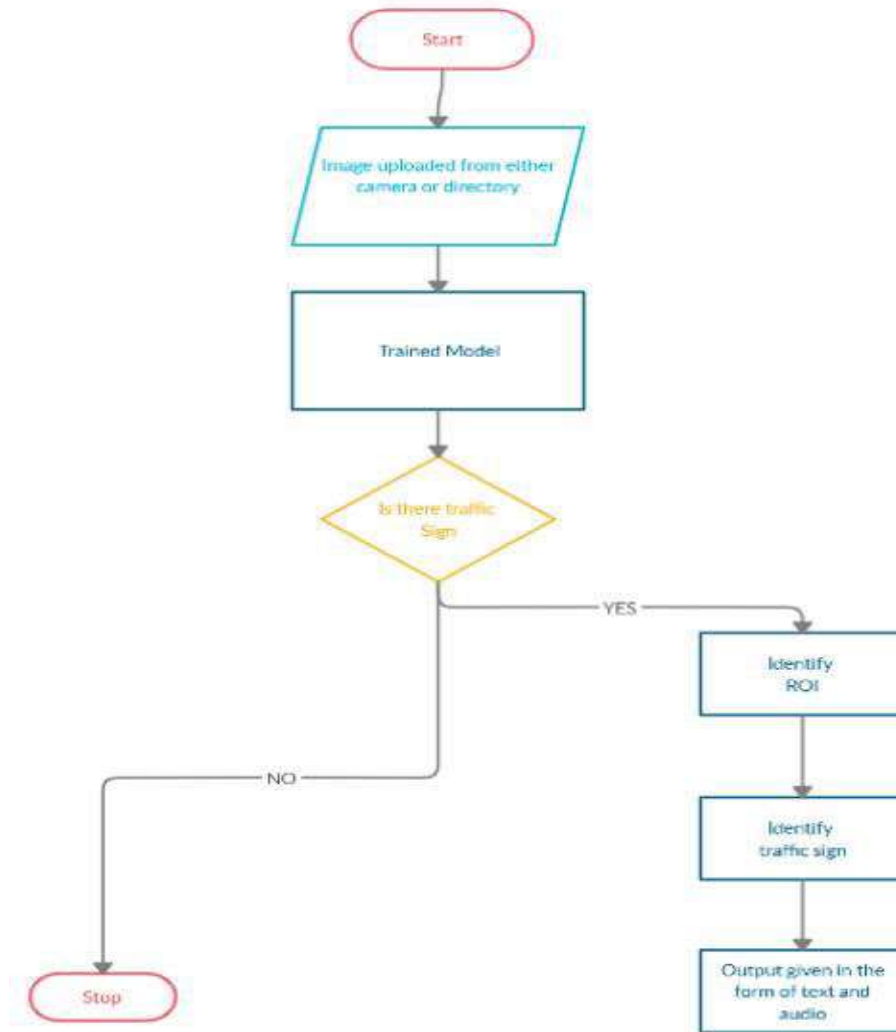 Start
Image uploaded from either
camera or directory
Trained Model
Is there traffic
Sign
YES
Identify
ROI
NO
Identify
traffic sign
Output given in the
form of text and
audio
Stop